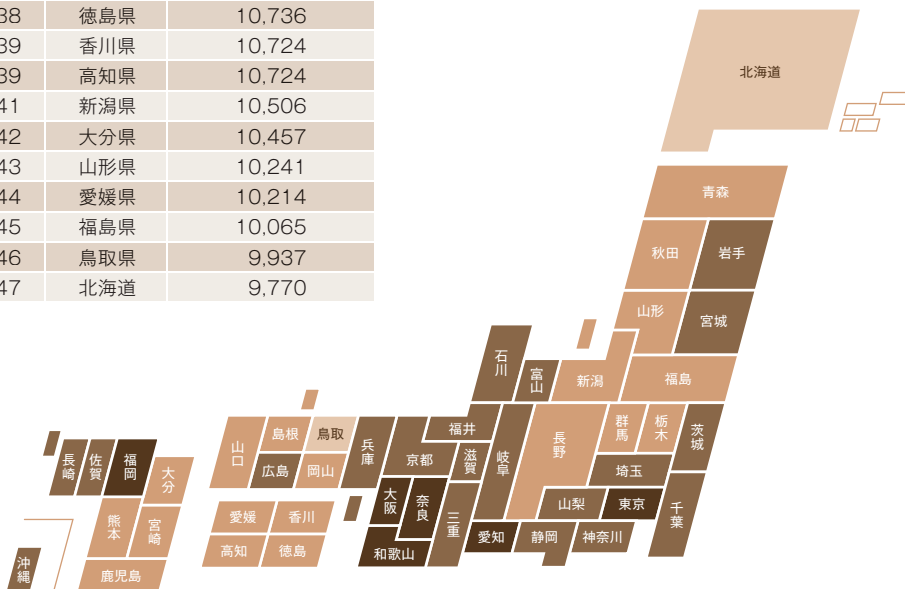 38 徳島県 10,736
39 香川県 10,724
39 高知県 10,724
41 新潟県 10,506
42 大分県 10,457
43 山形県 10,241
44 愛媛県 10,214
45 福島県 10,065
46 鳥取県 9,937
47 北海道 9,770
北海道
青森
秋田
岩手
山形
宮城
石川
富山
新潟
福島
山口
島根
鳥取
兵庫
福井
岐阜
長野
群馬
栃木
茨城
長崎
佐賀
福岡
大分
広島
岡山
京都
滋賀
埼玉
大阪
奈良
三重
山梨
東京
千葉
愛媛
香川
熊本
宮崎
愛知
静岡
神奈川
高知
徳島
和歌山
沖縄
鹿児島